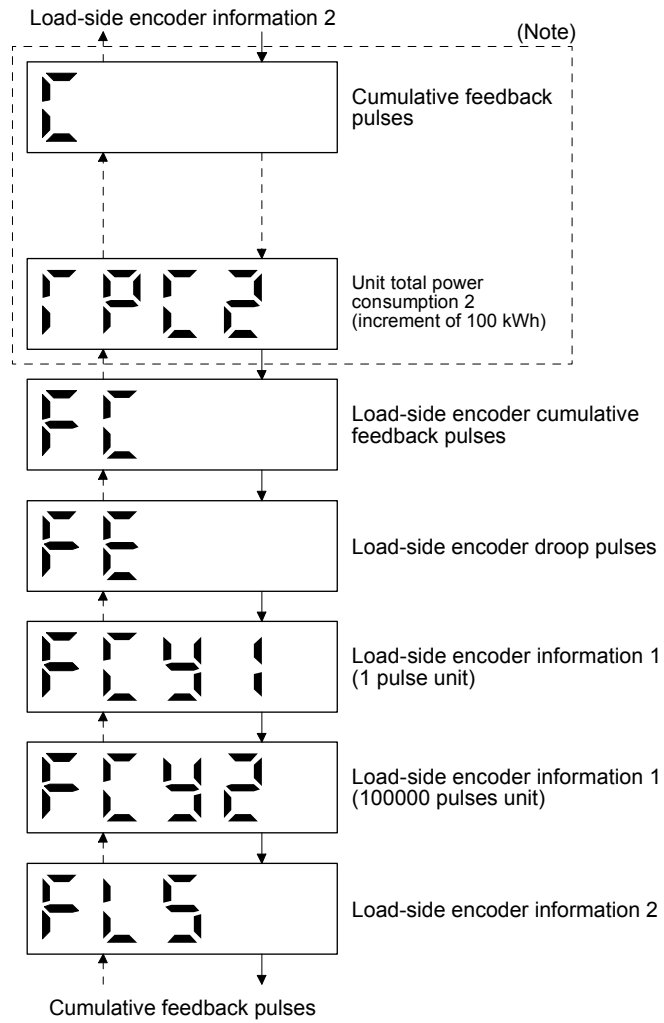 Load-side encoder information 2
(Note)
C
Cumulative feedback
pulses
TPC2
Unit total power
consumption 2
(increment of 100 kWh)
FC
Load-side encoder cumulative
feedback pulses
FE
Load-side encoder droop pulses
FCY1
Load-side encoder information 1
(1 pulse unit)
FCY2
Load-side encoder information 1
(100000 pulses unit)
FLS
Load-side encoder information 2
Cumulative feedback pulses